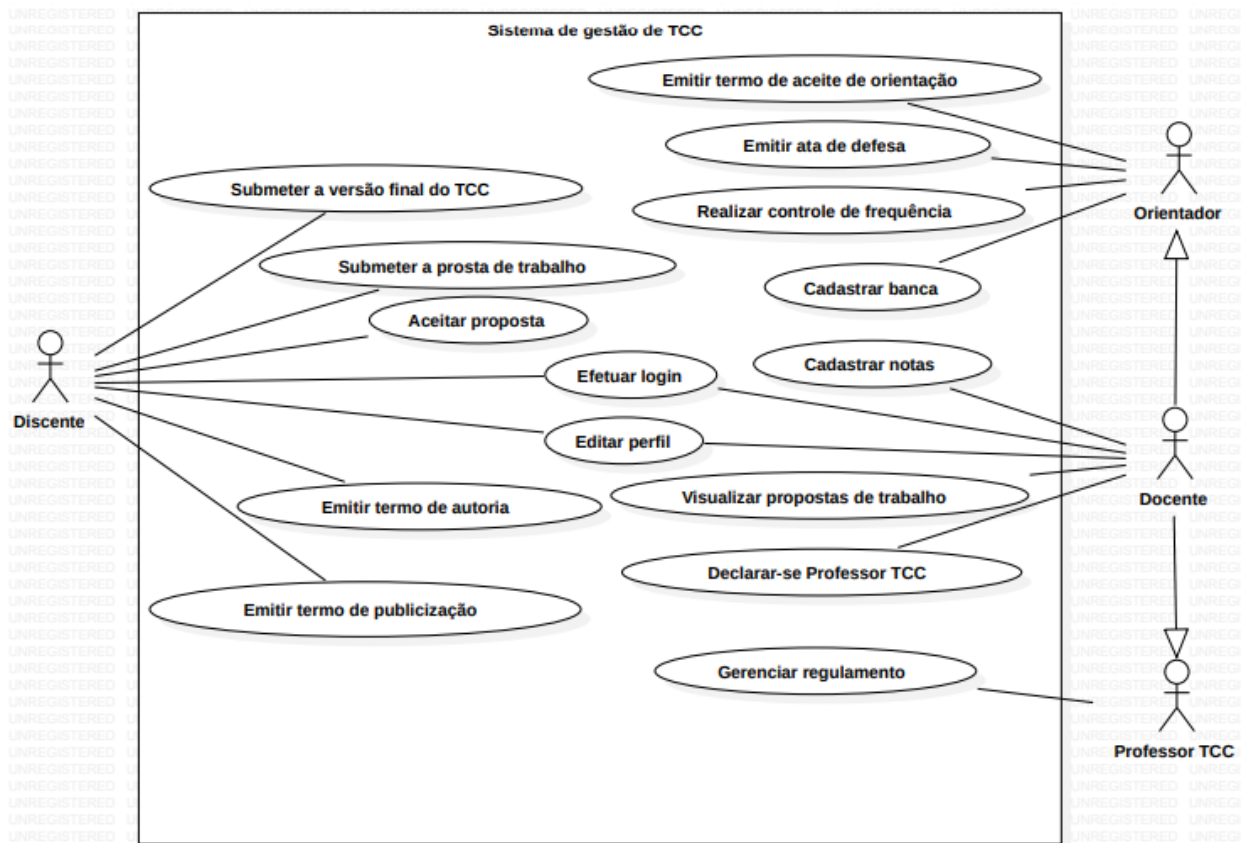 Sistema de gestão de TCC
Emitir termo de aceite de orientação
Emitir ata de defesa
Submeter a versão final do TCC
Realizar controle de frequência
Orientador
Submeter a prosta de trabalho
Cadastrar banca
Aceitar proposta
Cadastrar notas
Efetuar login
Discente
Editar perfil
Visualizar propostas de trabalho
Docente
Emitir termo de autoria
Declarar-se Professor TCC
Emitir termo de publicização
Gerenciar regulamento
Professor TCC
UNREGISTERED